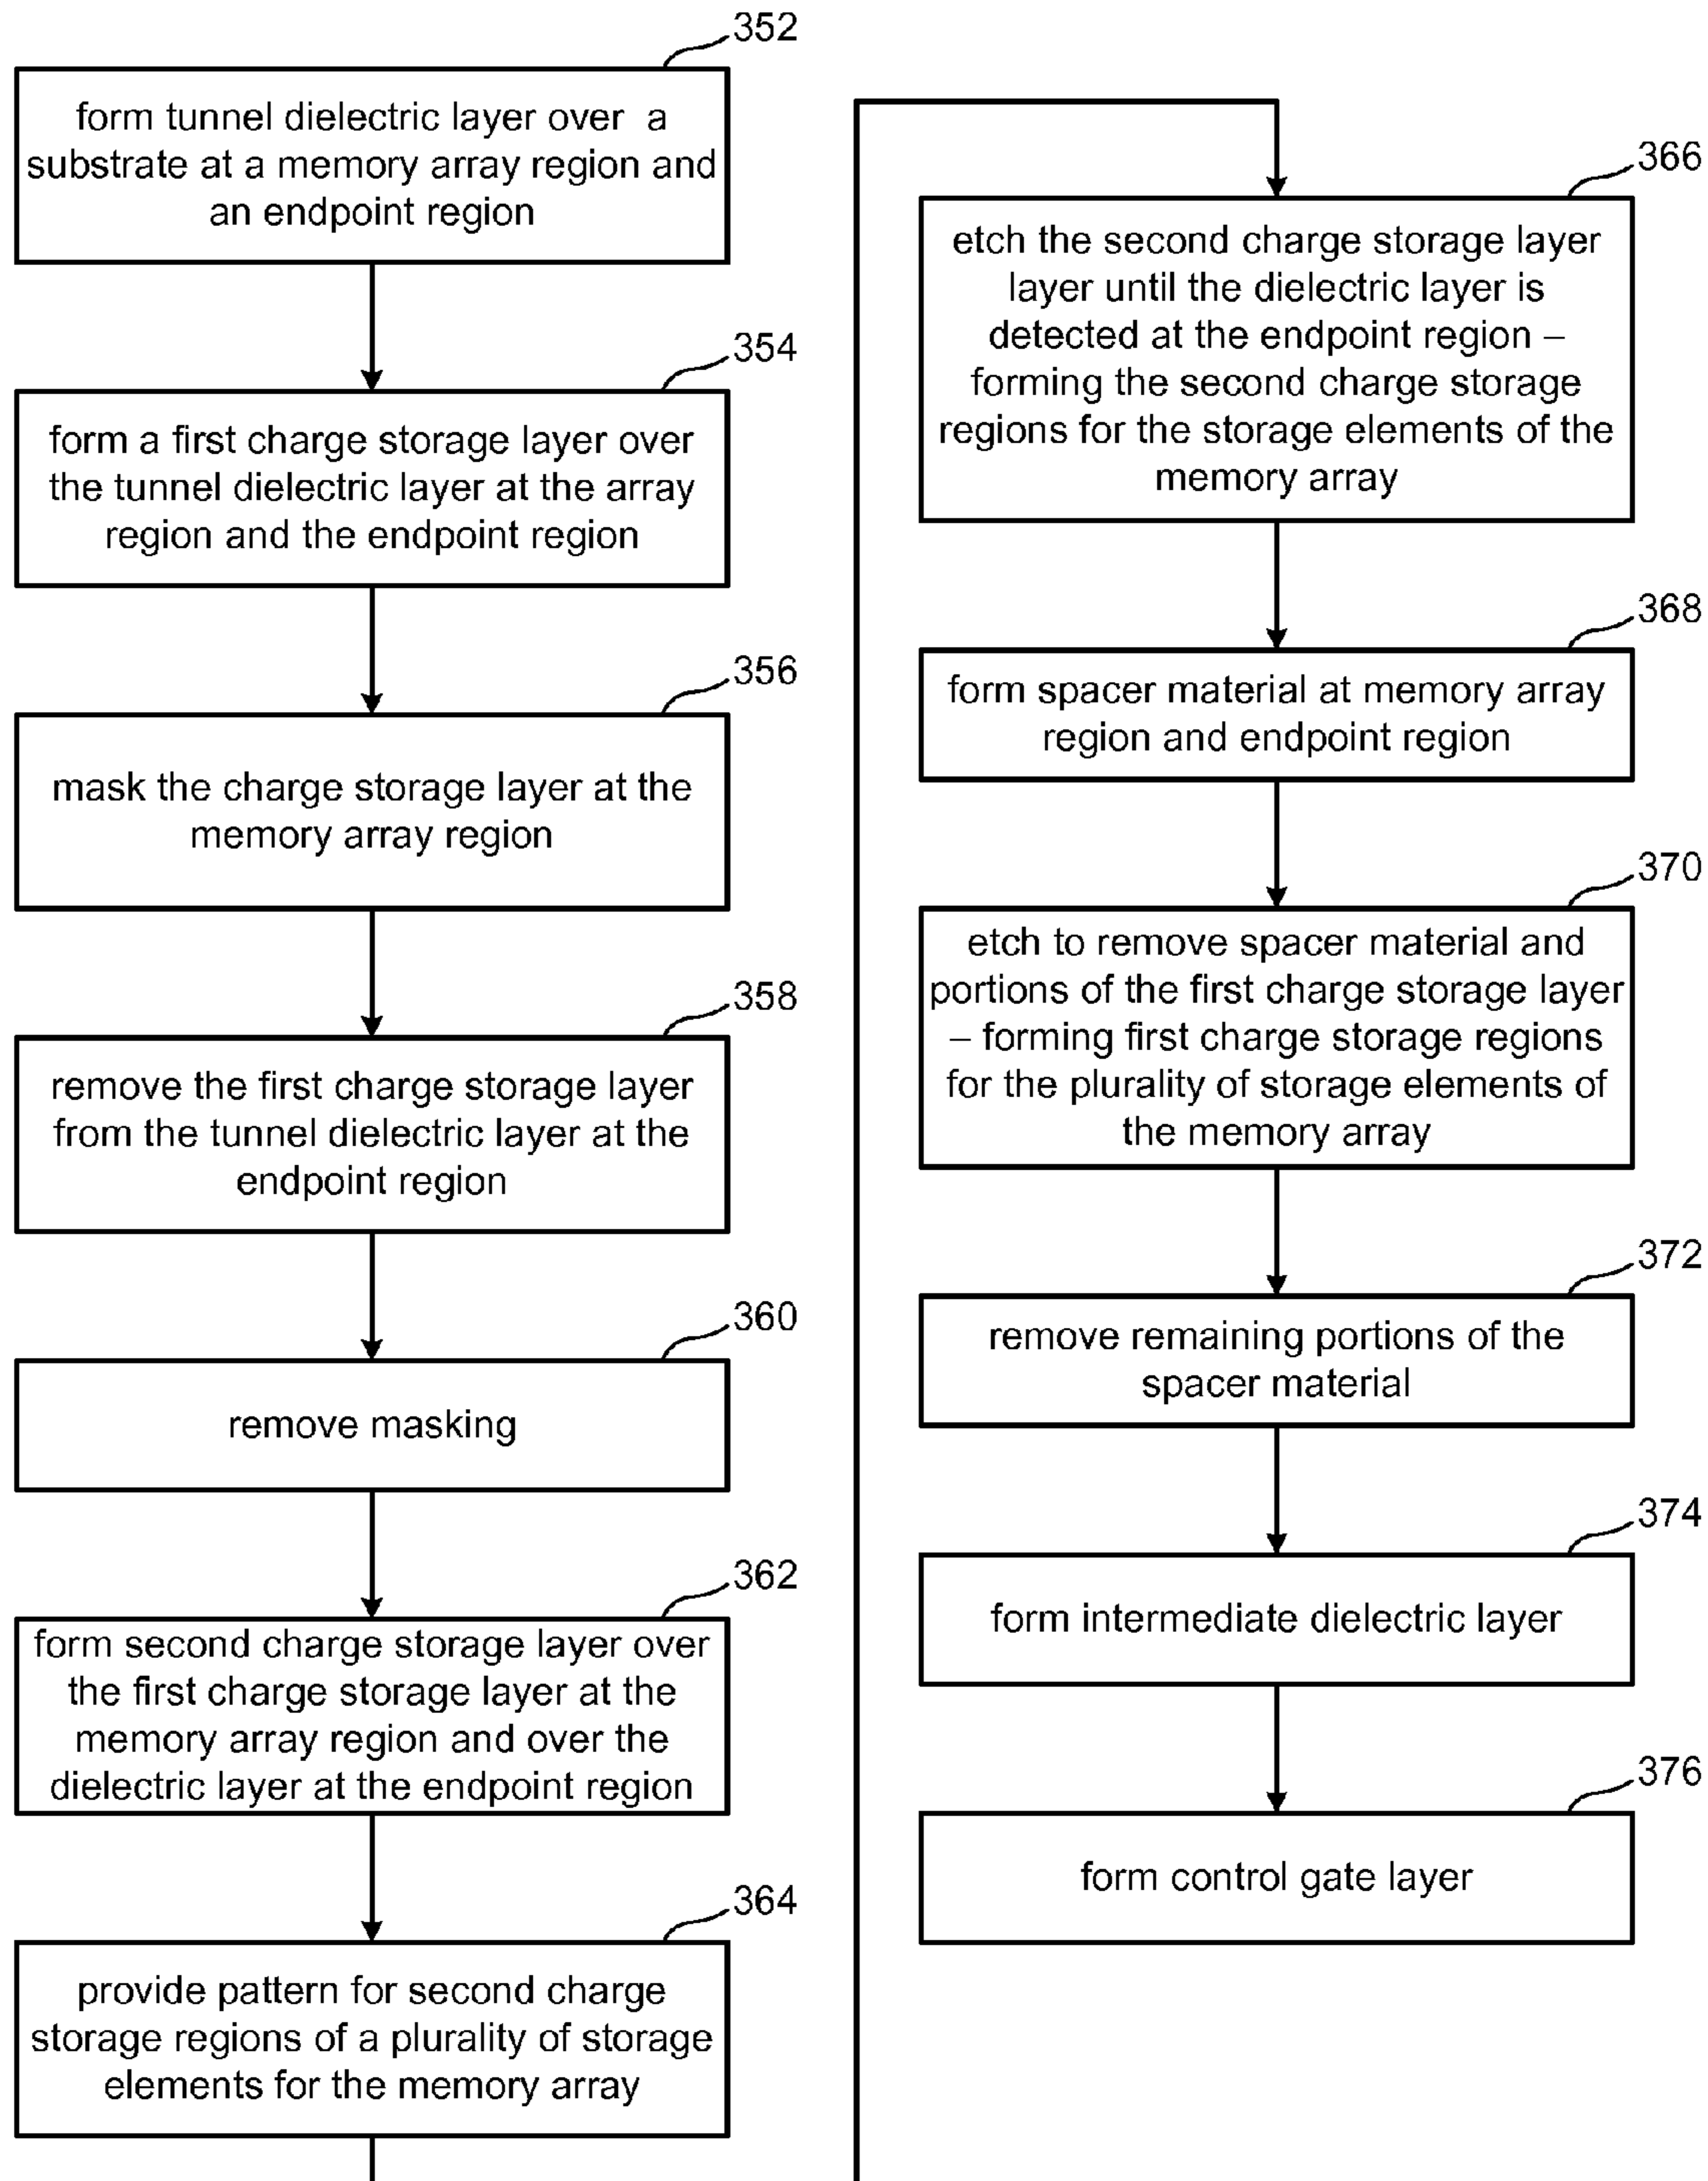 352
form tunnel dielectric layer over a
substrate at a memory array region and
an endpoint region
354
form a first charge storage layer over
the tunnel dielectric layer at the array
region and the endpoint region
356
mask the charge storage layer at the
memory array region
358
remove the first charge storage layer
from the tunnel dielectric layer at the
endpoint region
360
remove masking
362
form second charge storage layer over
the first charge storage layer at the
memory array region and over the
dielectric layer at the endpoint region
364
provide pattern for second charge
storage regions of a plurality of storage
elements for the memory array
366
etch the second charge storage layer
layer until the dielectric layer is
detected at the endpoint region –
forming the second charge storage
regions for the storage elements of the
memory array
368
form spacer material at memory array
region and endpoint region
370
etch to remove spacer material and
portions of the first charge storage layer
– forming first charge storage regions
for the plurality of storage elements of
the memory array
372
remove remaining portions of the
spacer material
374
form intermediate dielectric layer
376
form control gate layer